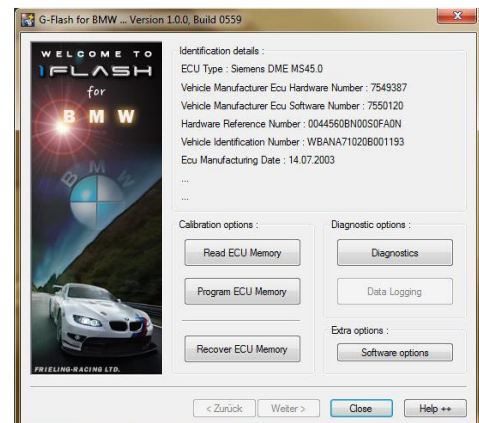 G-Flash for BMW ... Version 1.0.0, Build 0559
WELCOME TO
IFLASH
for
BMW
BMW
FRIELING-RACING LTD.
Identification details :
ECU Type : Siemens DME MS45.0
Vehicle Manufacturer Ecu Hardware Number : 7549387
Vehicle Manufacturer Ecu Software Number : 7550120
Hardware Reference Number : 0044560BN00S0FA0N
Vehicle Identification Number : WBANA71020B001193
Ecu Manufacturing Date : 14.07.2003
...
...
Calibration options :
Read ECU Memory
Program ECU Memory
Recover ECU Memory
Diagnostic options :
Diagnostics
Data Logging
Extra options :
Software options
< Zurück
Weiter >
Close
Help ++